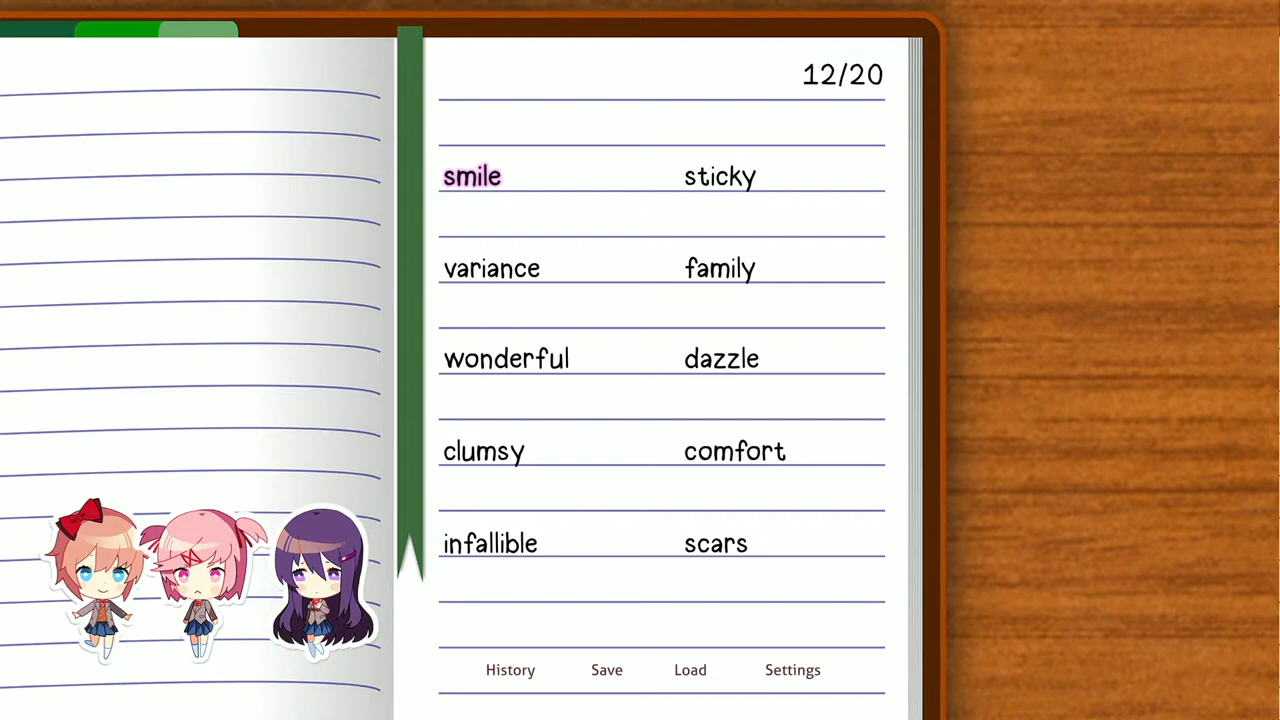 12/20
smile sticky
variance family
wonderful dazzle
clumsy comfort
infallible scars
History Save Load Settings